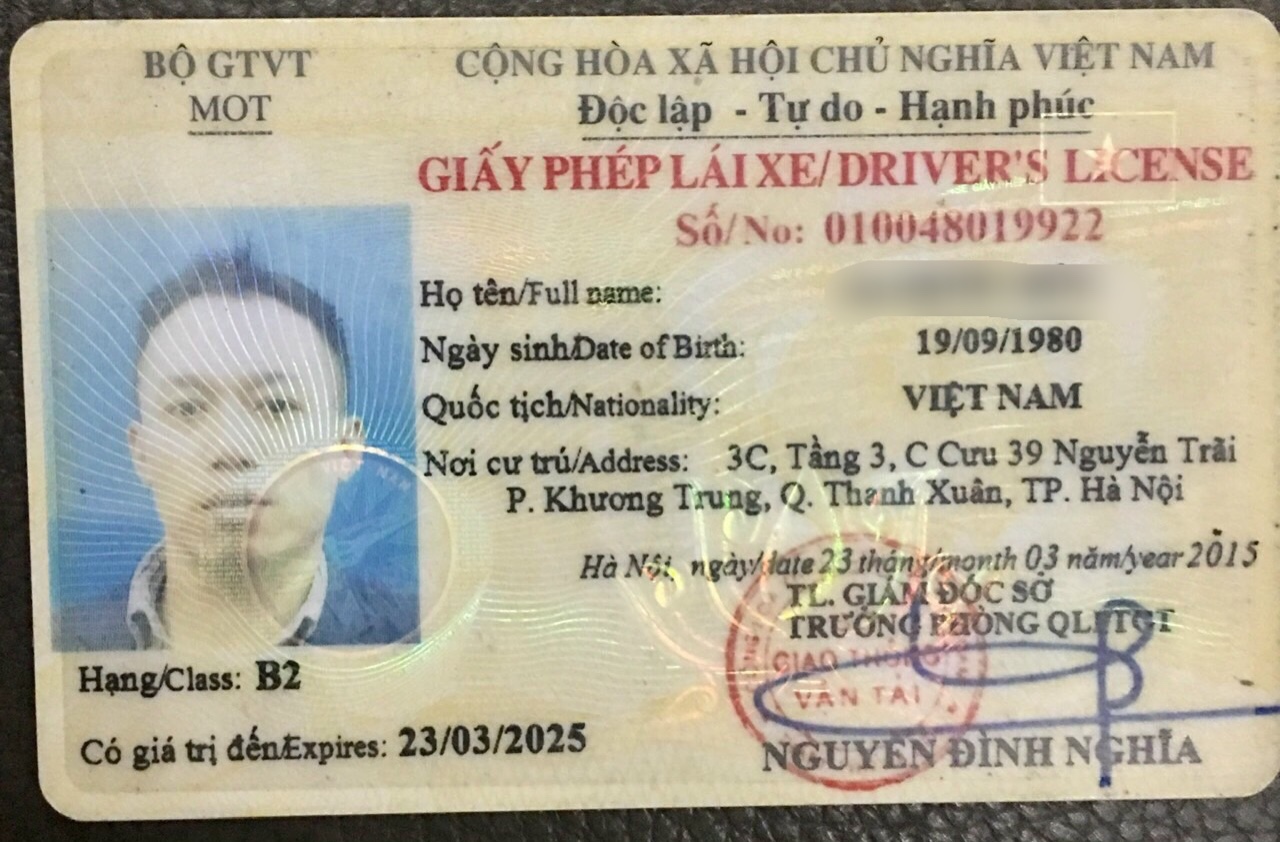 BỘ GTVT
MOT
CỘNG HÒA XÃ HỘI CHỦ NGHĨA VIỆT NAM
Độc lập - Tự do - Hạnh phúc
GIẤY PHÉP LÁI XE/DRIVER'S LICENSE
Số/No: 010048019922
Họ tên/Full name:
Ngày sinh/Date of Birth: 19/09/1980
Quốc tịch/Nationality: VIỆT NAM
Nơi cư trú/Address: 3C, Tầng 3, C Cưu 39 Nguyễn Trãi
P. Khương Trung, Q. Thanh Xuân, TP. Hà Nội
Hà Nội, ngày/date 23 tháng/month 03 năm/year 2015
TL. GIÁM ĐỐC SỞ
TRƯỞNG PHÒNG QLPTGT
GIAO THÔNG
VẬN TẢI
NGUYỄN ĐÌNH NGHĨA
Hạng/Class: B2
Có giá trị đến/Expires: 23/03/2025